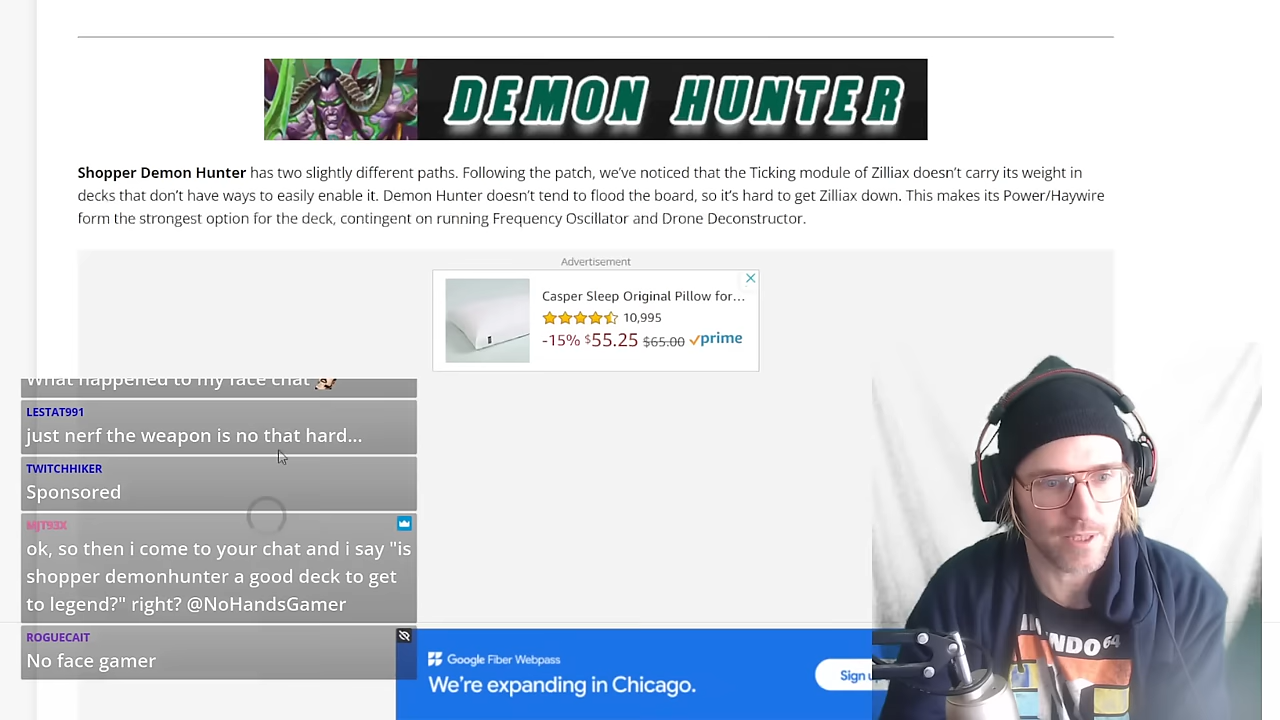 DEMON HUNTER
Shopper Demon Hunter has two slightly different paths. Following the patch, we've noticed that the Ticking module of Zilliax doesn't carry its weight in
decks that don't have ways to easily enable it. Demon Hunter doesn't tend to flood the board, so it's hard to get Zilliax down. This makes its Power/Haywire
form the strongest option for the deck, contingent on running Frequency Oscillator and Drone Deconstructor.
Advertisement
Casper Sleep Original Pillow for...
10,995
-15% $55.25 $65.00 prime
What happened to my face chat
LESTAT991
just nerf the weapon is no that hard...
TWITCHHIKER
Sponsored
MJT93X
ok, so then i come to your chat and i say "is
shopper demonhunter a good deck to get
to legend?" right? @NoHandsGamer
ROGUECAIT
No face gamer
Google Fiber Webpass
We're expanding in Chicago.
Sign
64